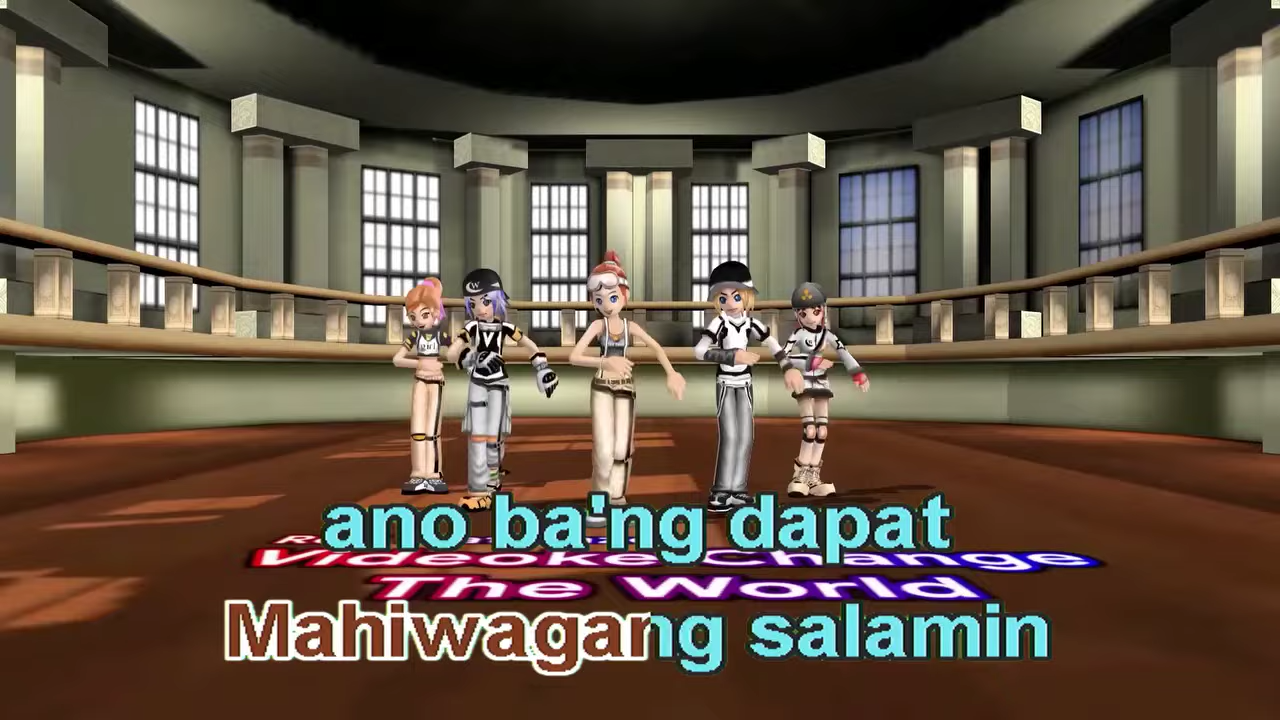 ano ba'ng dapat
Videoke Change
The World
Mahiwagang salamin